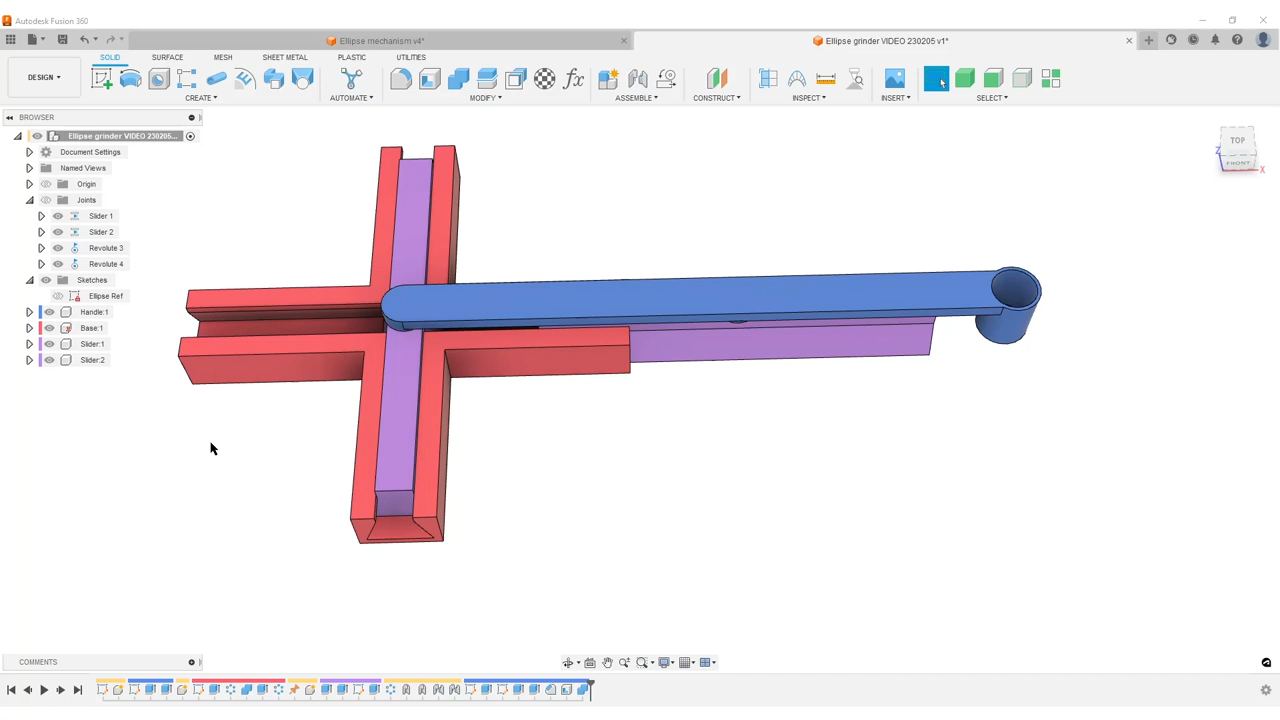 Autodesk Fusion 360
Ellipse mechanism v4*
Ellipse grinder VIDEO 230205 v1*
DESIGN
SOLID
SURFACE
MESH
SHEET METAL
PLASTIC
UTILITIES
CREATE
AUTOMATE
MODIFY
ASSEMBLE
CONSTRUCT
INSPECT
INSERT
SELECT
BROWSER
Ellipse grinder VIDEO 230205...
Document Settings
Named Views
Origin
Joints
Slider 1
Slider 2
Revolute 3
Revolute 4
Sketches
Ellipse Ref
Handle:1
Base:1
Slider:1
Slider:2
TOP
FRONT
Z
X
COMMENTS